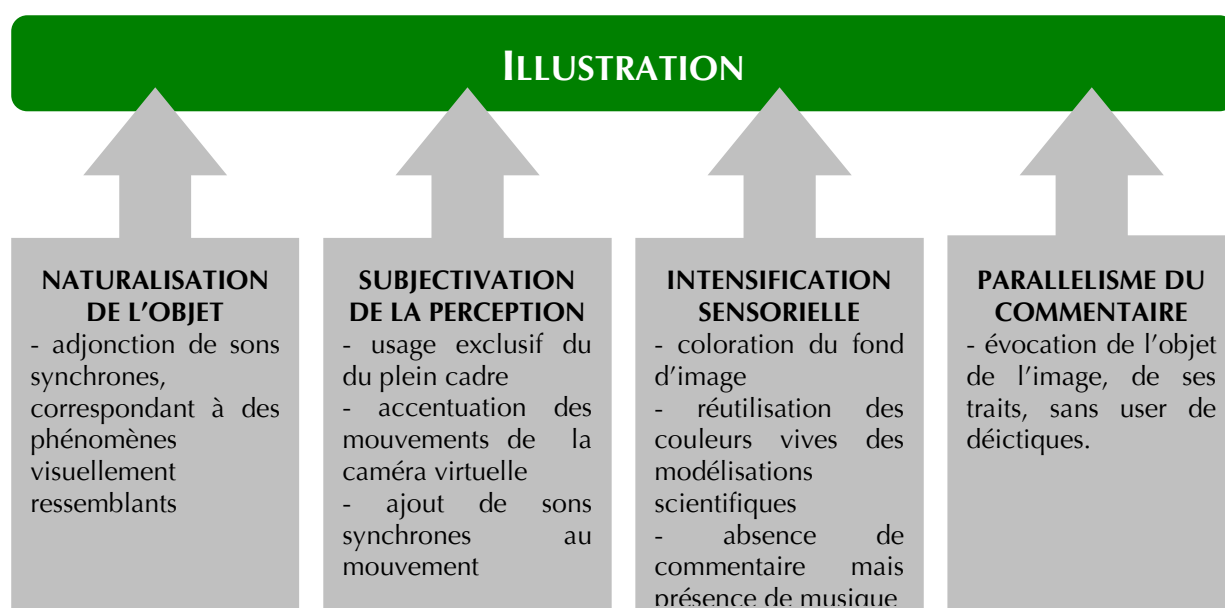 ILLUSTRATION
NATURALISATION
DE L'OBJET
- adjonction de sons
synchrones,
correspondant à des
phénomènes
visuellement
ressemblants
SUBJECTIVATION
DE LA PERCEPTION
- usage exclusif du
du plein cadre
- accentuation des
mouvements de la
caméra virtuelle
- ajout de sons
synchrones au
mouvement
INTENSIFICATION
SENSORIELLE
- coloration du fond
d'image
- réutilisation des
couleurs vives des
modélisations
scientifiques
- absence de
commentaire mais
présence de musique
PARALLELISME DU
COMMENTAIRE
- évocation de l'objet
de l'image, de ses
traits, sans user de
déictiques.